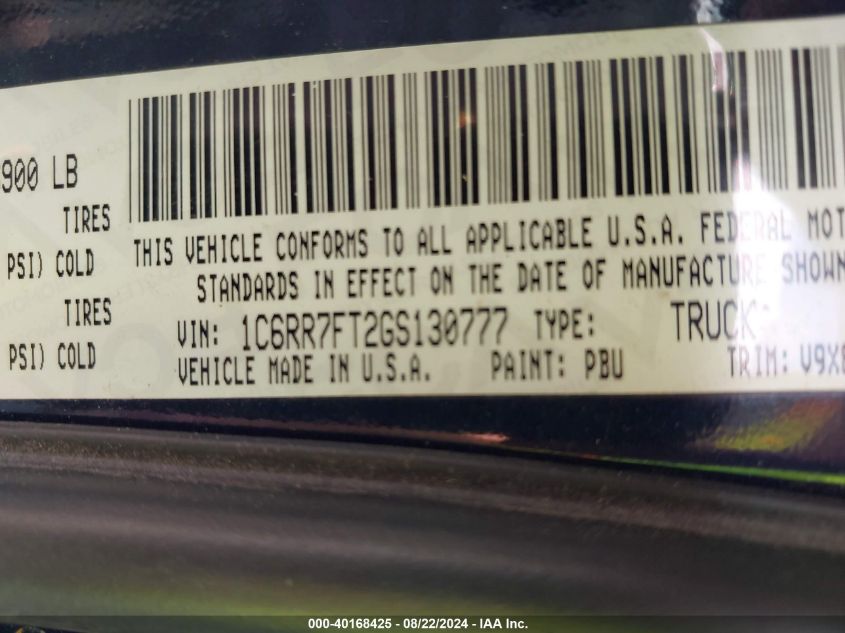 900 LB
TIRES
PSI) COLD
TIRES
PSI) COLD
THIS VEHICLE CONFORMS TO ALL APPLICABLE U.S.A. FEDERAL MOT
STANDARDS IN EFFECT ON THE DATE OF MANUFACTURE SHOWN
VIN: 1C6RR7FT2GS130777 TYPE: TRUCK
VEHICLE MADE IN U.S.A. PAINT: PBU TRIM: V9X8
000-40168425 - 08/22/2024 - IAA Inc.